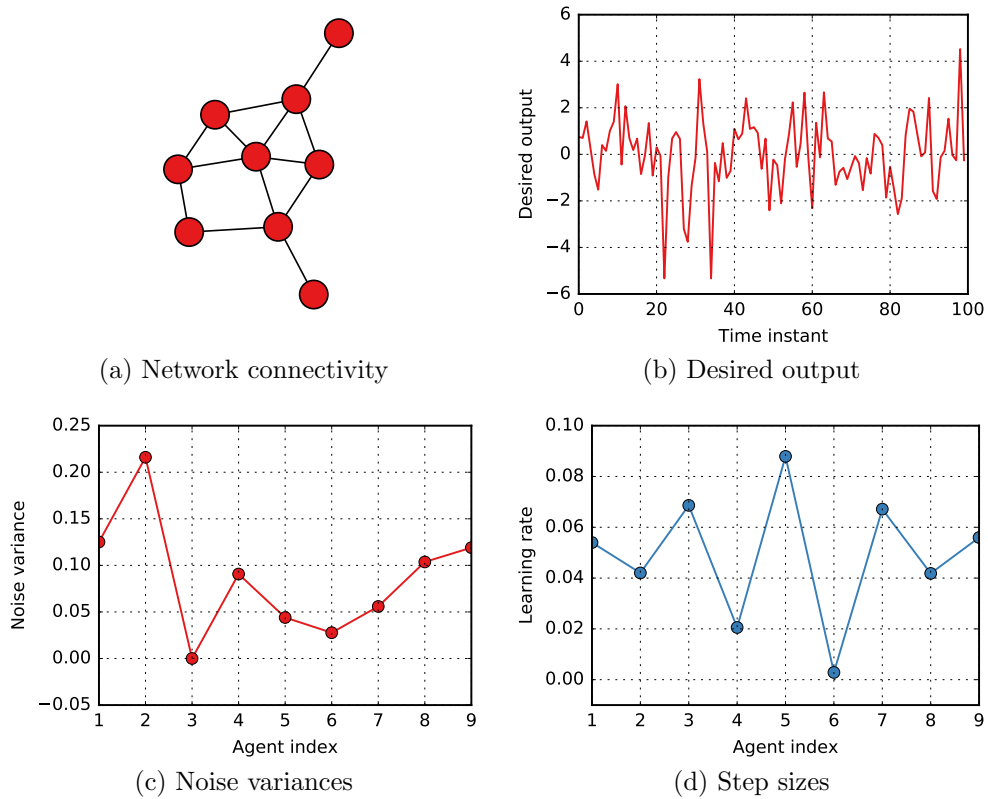 6
4
2
0
−2
−4
−6
Desired output
0 20 40 60 80 100
Time instant
(a) Network connectivity
(b) Desired output
0.25
0.20
0.15
0.10
0.05
0.00
−0.05
Noise variance
1 2 3 4 5 6 7 8 9
Agent index
(c) Noise variances
0.10
0.08
0.06
0.04
0.02
0.00
Learning rate
1 2 3 4 5 6 7 8 9
Agent index
(d) Step sizes